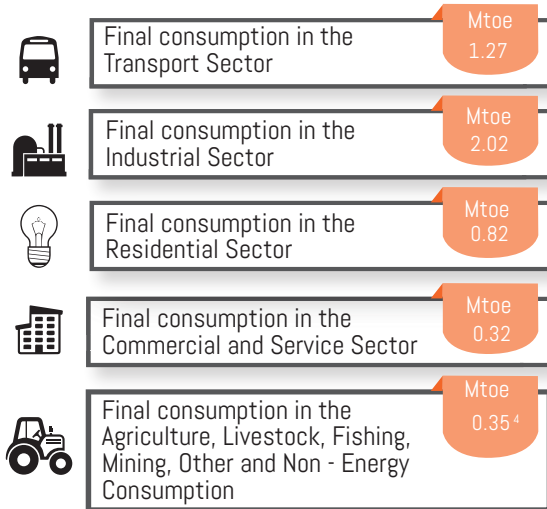 Final consumption in the
Transport Sector
Mtoe
1.27
Final consumption in the
Industrial Sector
Mtoe
2.02
Final consumption in the
Residential Sector
Mtoe
0.82
Final consumption in the
Commercial and Service Sector
Mtoe
0.32
Final consumption in the
Agriculture, Livestock, Fishing,
Mining, Other and Non - Energy
Consumption
Mtoe
0.35⁴